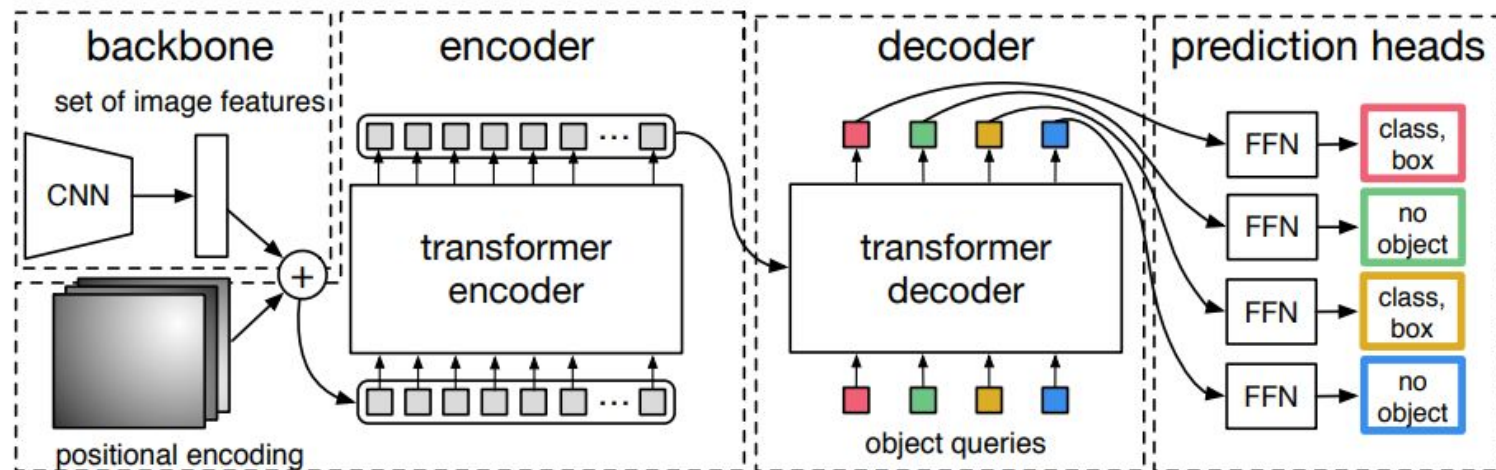 backbone
set of image features
CNN
+
positional encoding
encoder
...
transformer
encoder
...
decoder
transformer
decoder
object queries
prediction heads
FFN
class,
box
FFN
no
object
FFN
class,
box
FFN
no
object